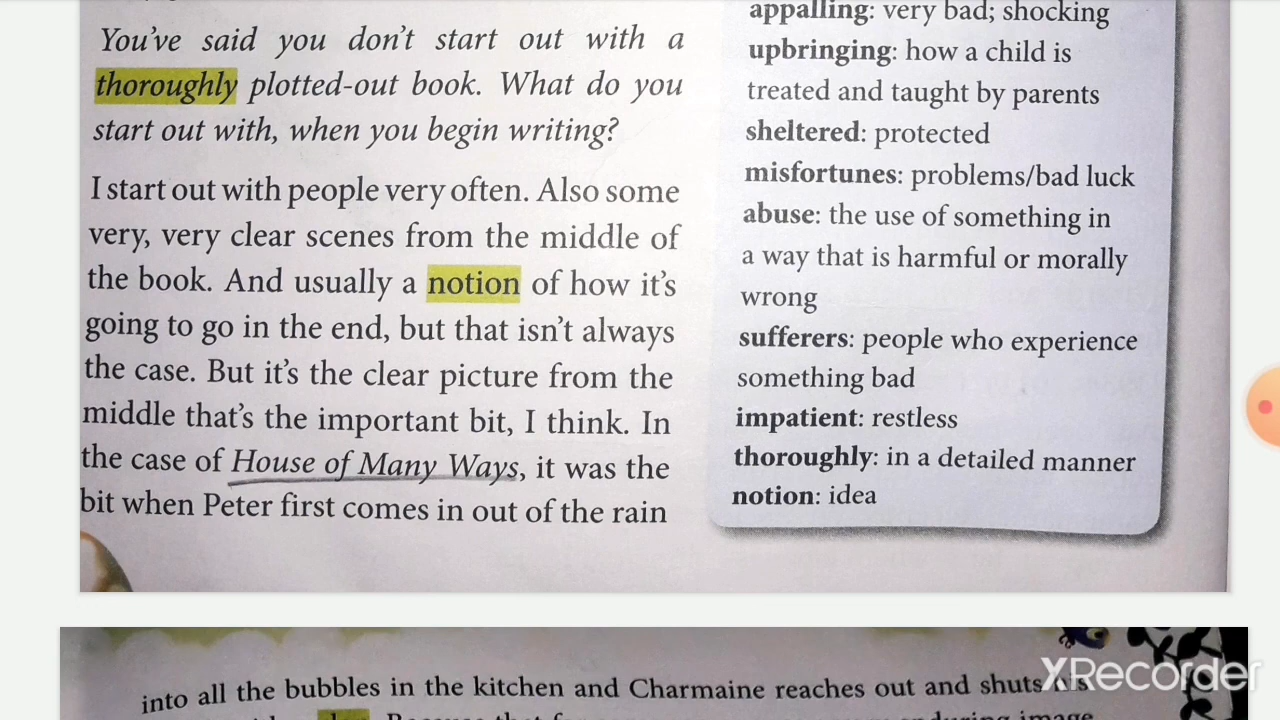 You've said you don't start out with a
thoroughly plotted-out book. What do you
start out with, when you begin writing?
I start out with people very often. Also some
very, very clear scenes from the middle of
the book. And usually a notion of how it's
going to go in the end, but that isn't always
the case. But it's the clear picture from the
middle that's the important bit, I think. In
the case of House of Many Ways, it was the
bit when Peter first comes in out of the rain
appalling: very bad; shocking
upbringing: how a child is
treated and taught by parents
sheltered: protected
misfortunes: problems/bad luck
abuse: the use of something in
a way that is harmful or morally
wrong
sufferers: people who experience
something bad
impatient: restless
thoroughly: in a detailed manner
notion: idea
into all the bubbles in the kitchen and Charmaine reaches out and shuts his
XRecorder